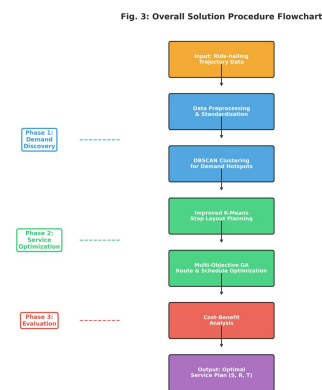 Fig. 3: Overall Solution Procedure Flowchart
Input: Ride-hailing
Trajectory Data
Data Preprocessing
& Standardization
Phase 1:
Demand
Discovery
DBSCAN Clustering
for Demand Hotspots
Improved K-Means
Stop Layout Planning
Phase 2:
Service
Optimization
Multi-Objective GA
Route & Schedule Optimization
Phase 3:
Evaluation
Cost-Benefit
Analysis
Output: Optimal
Service Plan (S, R, T)